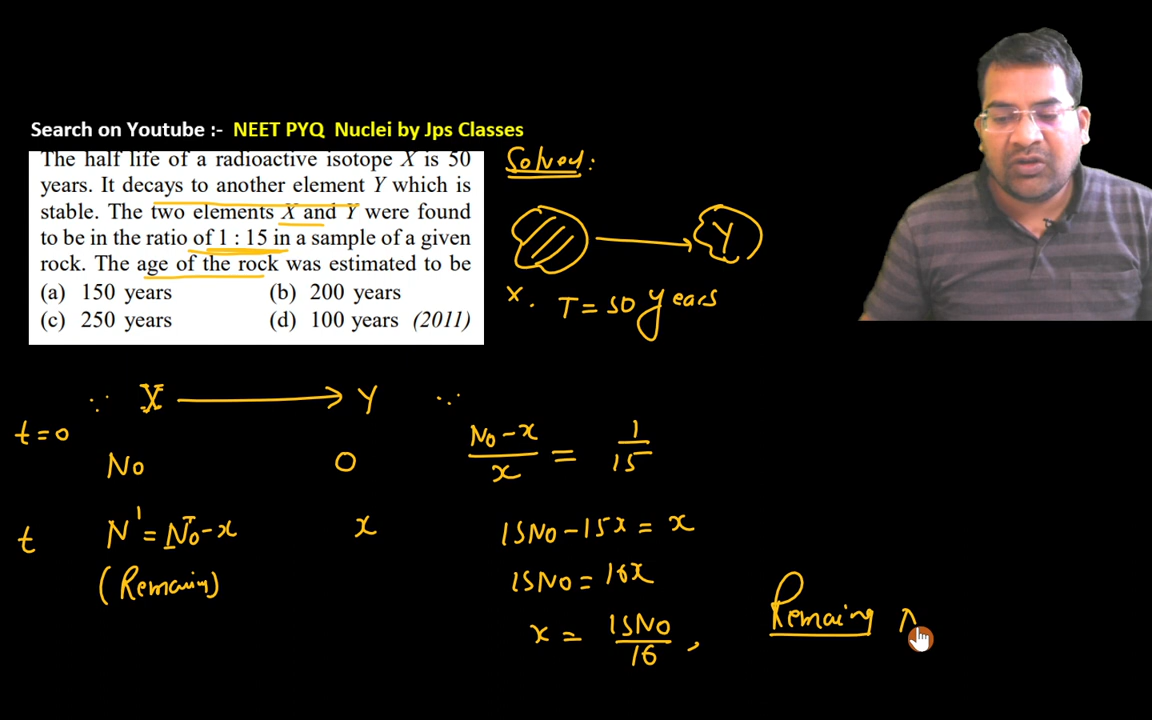 Search on Youtube :- NEET PYQ Nuclei by Jps Classes
The half life of a radioactive isotope X is 50
years. It decays to another element Y which is
stable. The two elements X and Y were found
to be in the ratio of 1 : 15 in a sample of a given
rock. The age of the rock was estimated to be
(a) 150 years (b) 200 years
(c) 250 years (d) 100 years (2011)
Solved:
Y
X. T = 50 years
∵ X → Y
t=0
No 0
t N' = No-x x
(Remaining)
∵
No-x / x = 1/15
15No-15x = x
15No = 16x
x = 15No/16 ,
Remaing N